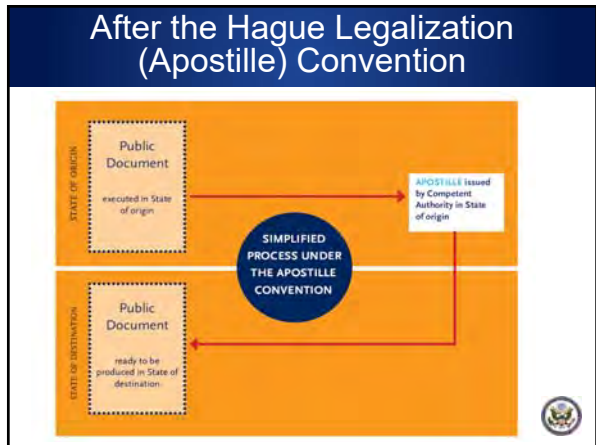 After the Hague Legalization
(Apostille) Convention
STATE OF ORIGIN
Public
Document
executed in State
of origin
APOSTILLE issued
by Competent
Authority in State
of origin
SIMPLIFIED
PROCESS UNDER
THE APOSTILLE
CONVENTION
STATE OF DESTINATION
Public
Document
ready to be
produced in State of
destination